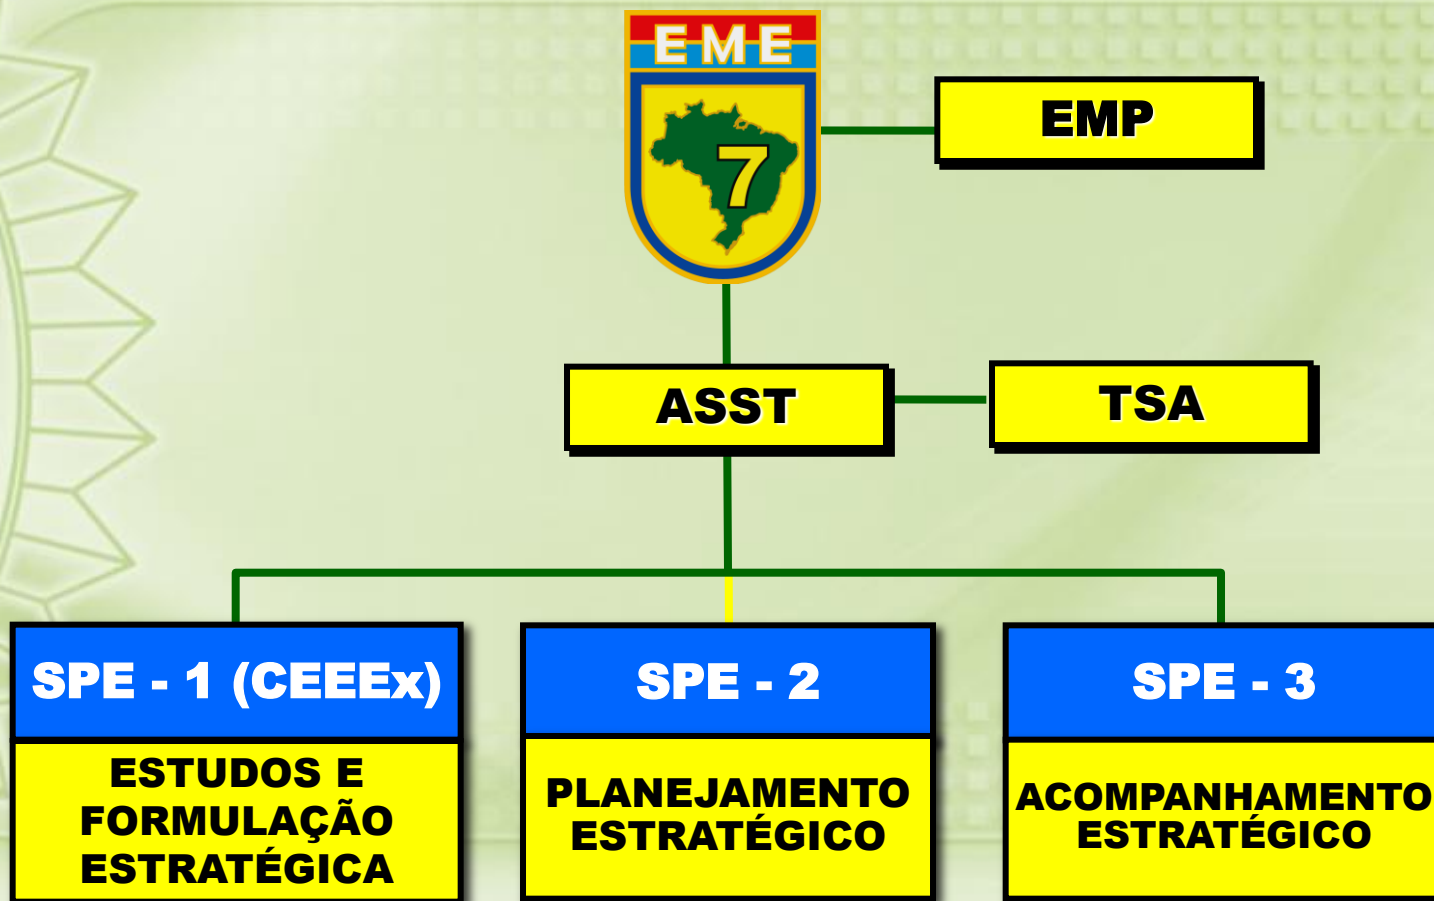 EME
7
EMP
ASST
TSA
SPE - 1 (CEEEx)
ESTUDOS E
FORMULAÇÃO
ESTRATÉGICA
SPE - 2
PLANEJAMENTO
ESTRATÉGICO
SPE - 3
ACOMPANHAMENTO
ESTRATÉGICO